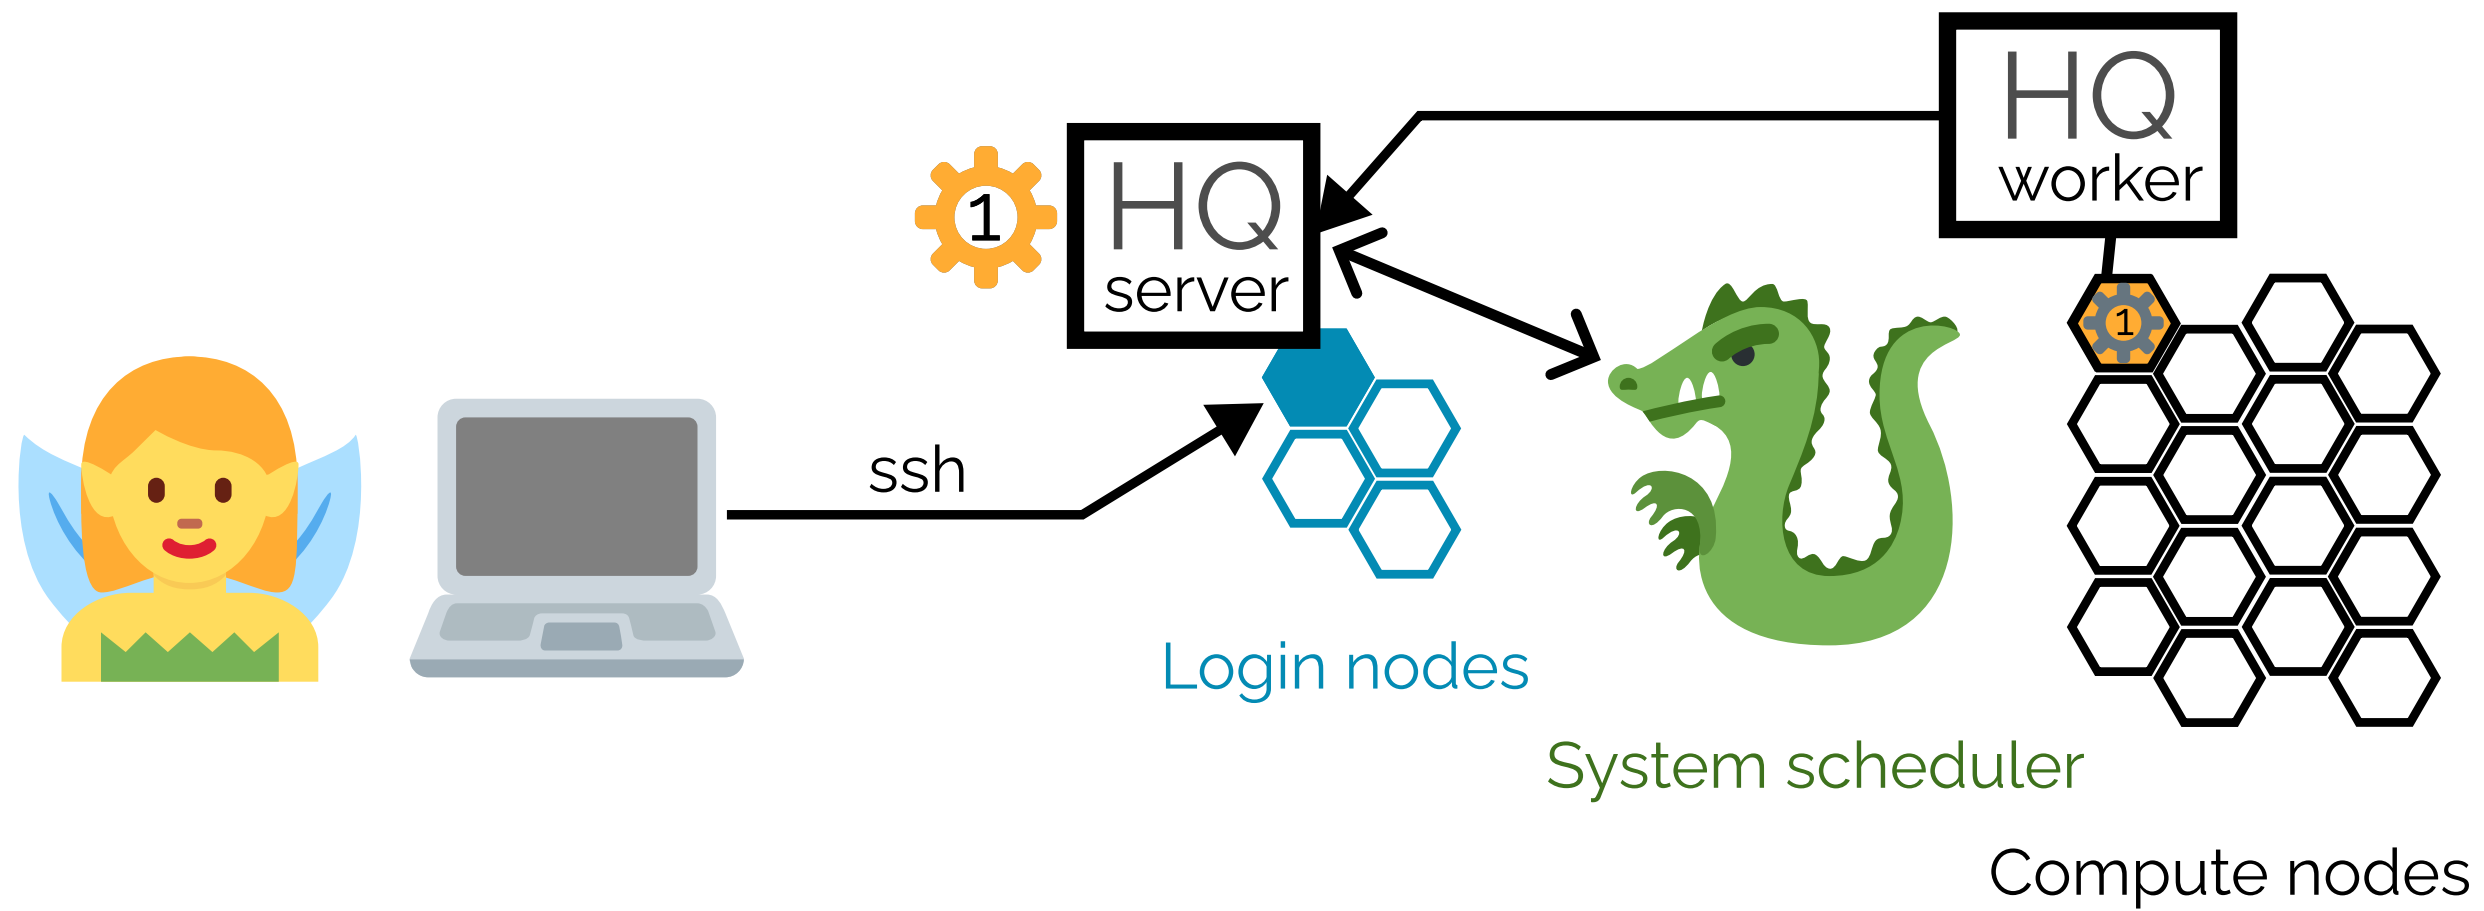 HQ
worker
1
HQ
server
1
ssh
Login nodes
System scheduler
Compute nodes